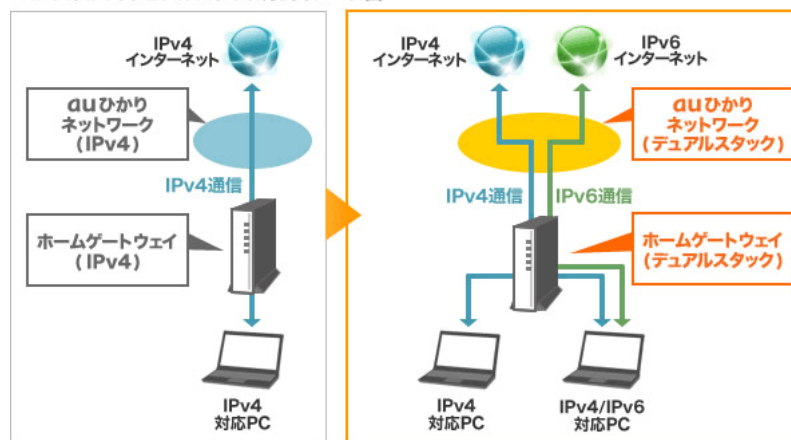 IPv4
インターネット
auひかり
ネットワーク
(IPv4)
IPv4通信
ホームゲートウェイ
(IPv4)
IPv4
対応PC
IPv4
インターネット
IPv6
インターネット
auひかり
ネットワーク
(デュアルスタック)
IPv4通信
IPv6通信
ホームゲートウェイ
(デュアルスタック)
IPv4
対応PC
IPv4/IPv6
対応PC